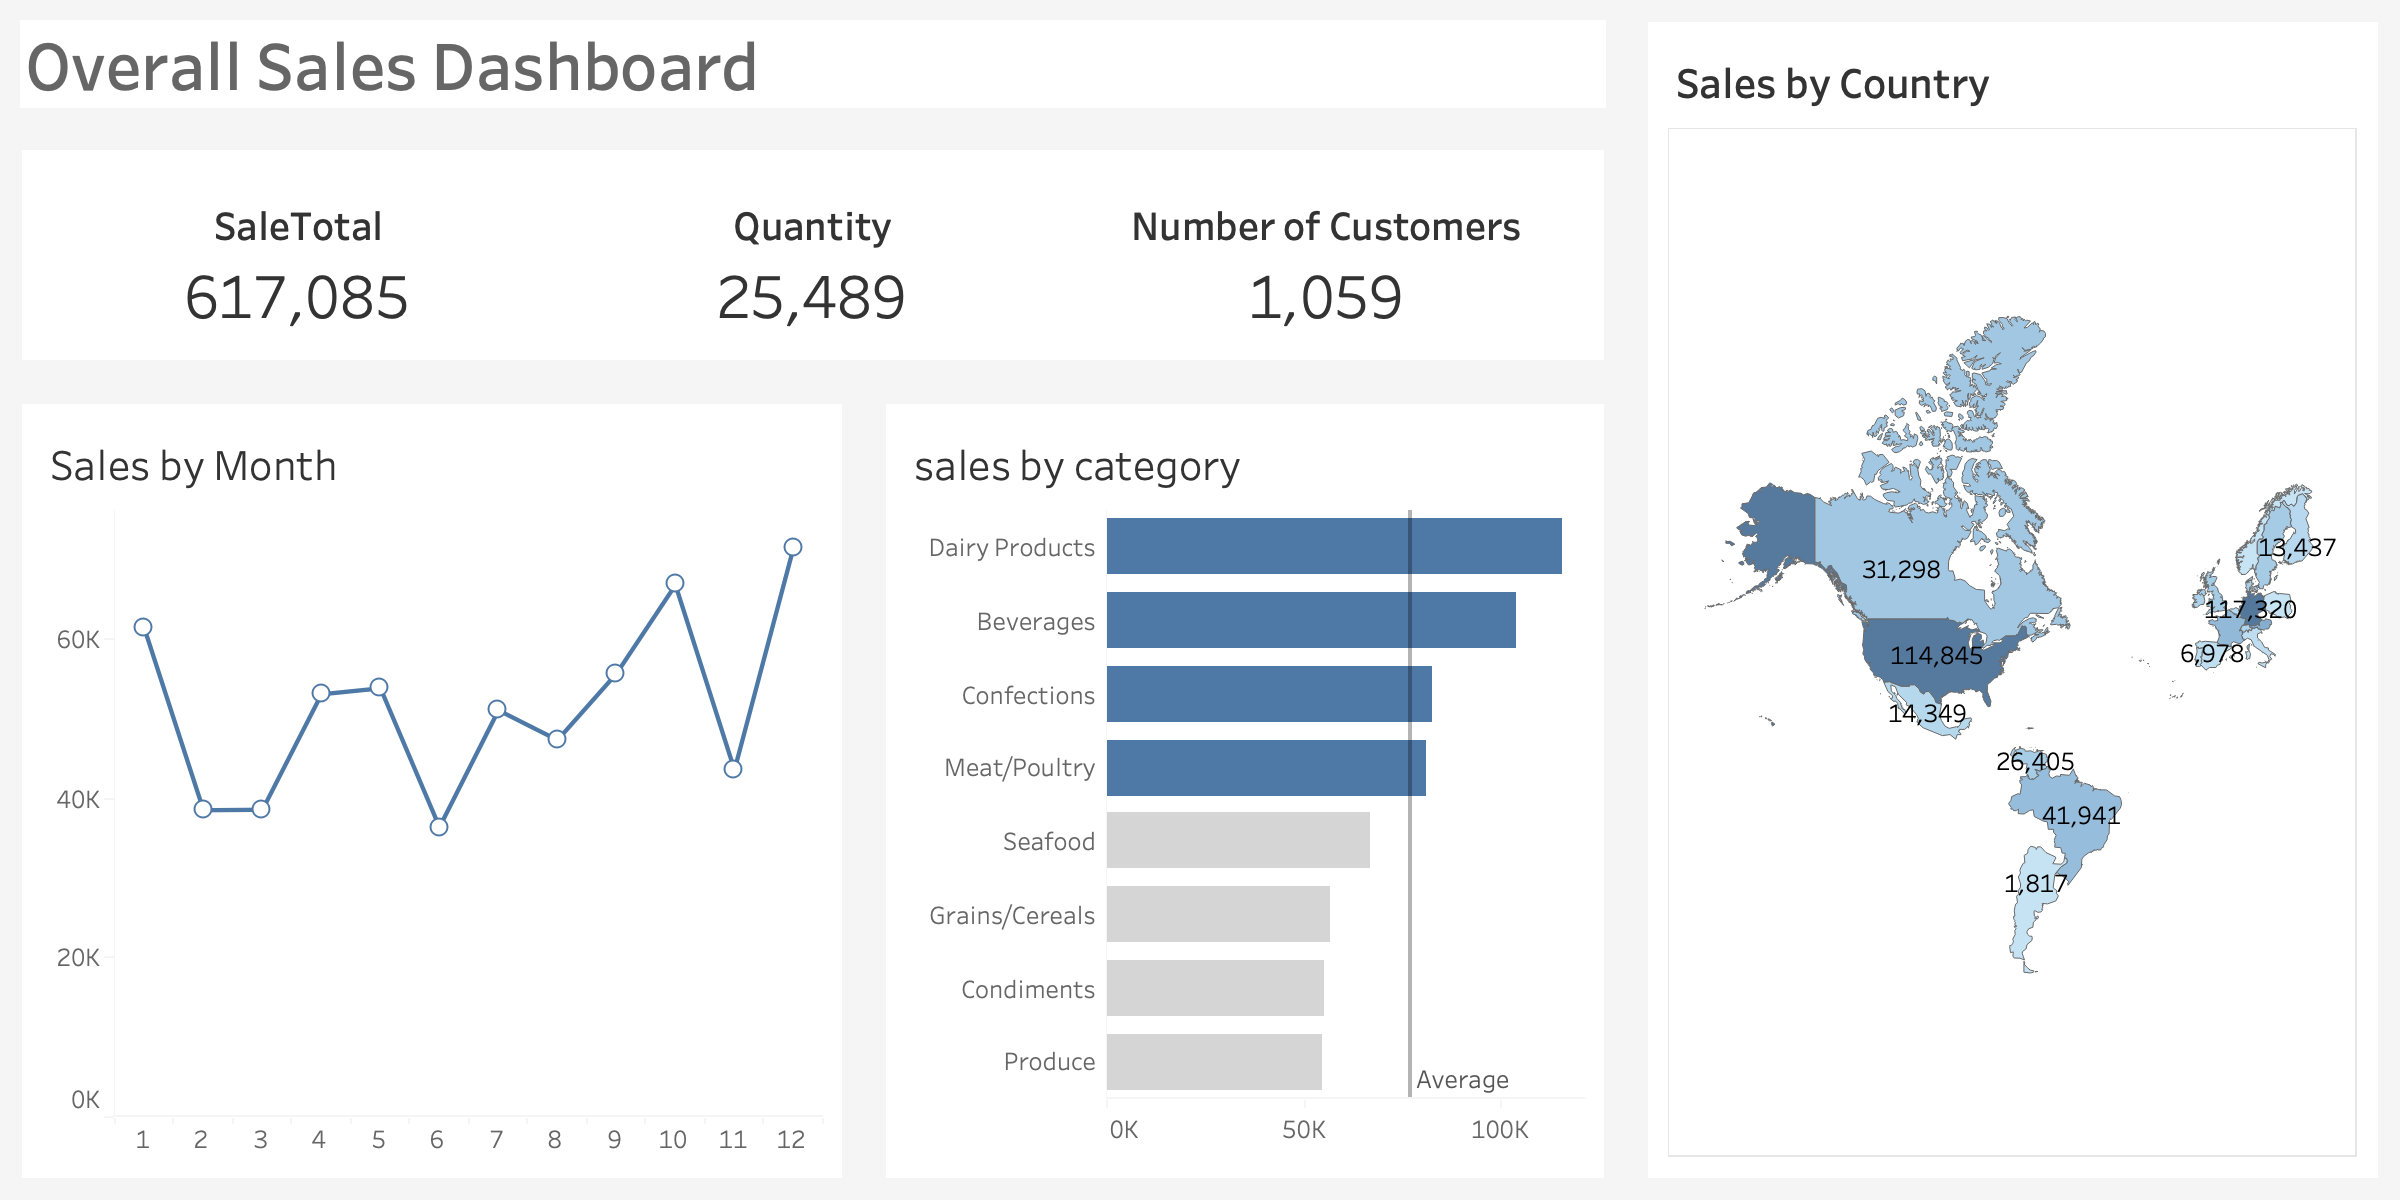 Overall Sales Dashboard
SaleTotal
617,085
Quantity
25,489
Number of Customers
1,059
Sales by Month
60K
40K
20K
0K
1 2 3 4 5 6 7 8 9 10 11 12
sales by category
Dairy Products
Beverages
Confections
Meat/Poultry
Seafood
Grains/Cereals
Condiments
Produce
Average
0K 50K 100K
Sales by Country
31,298
13,437
117,320
114,845
6,978
14,349
26,405
41,941
1,817